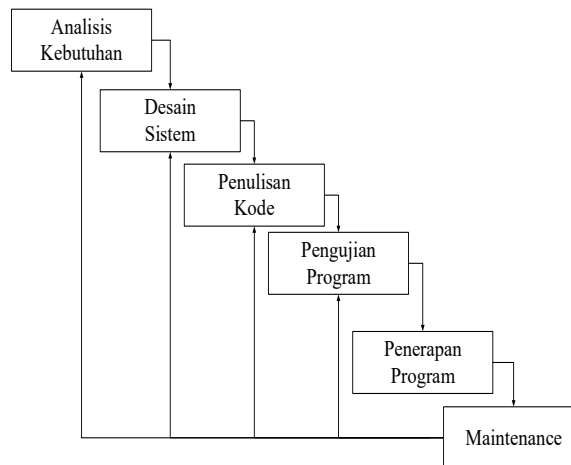 Analisis
Kebutuhan
Desain
Sistem
Penulisan
Kode
Pengujian
Program
Penerapan
Program
Maintenance